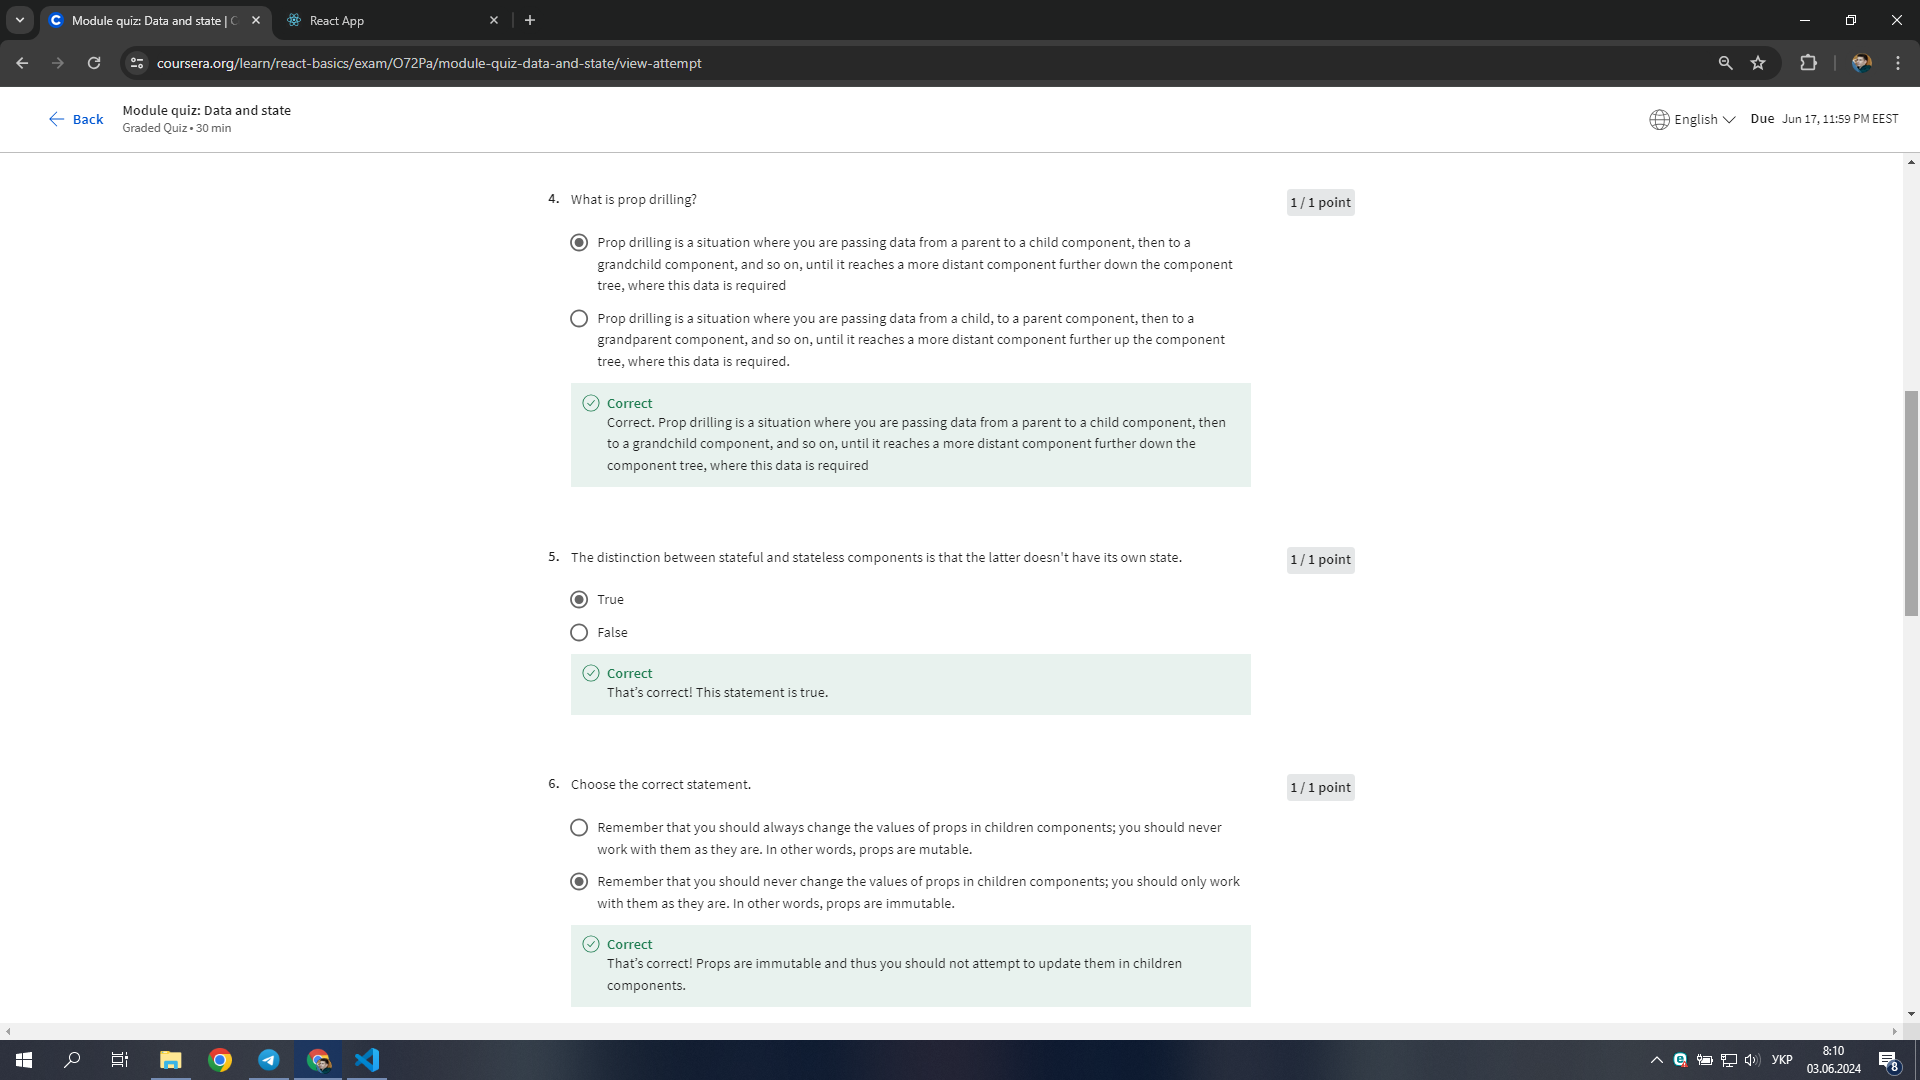 Module quiz: Data and state | C
React App
coursera.org/learn/react-basics/exam/O72Pa/module-quiz-data-and-state/view-attempt
Back
Module quiz: Data and state
Graded Quiz • 30 min
English
Due Jun 17, 11:59 PM EEST
4. What is prop drilling?
1 / 1 point
Prop drilling is a situation where you are passing data from a parent to a child component, then to a
grandchild component, and so on, until it reaches a more distant component further down the component
tree, where this data is required
Prop drilling is a situation where you are passing data from a child, to a parent component, then to a
grandparent component, and so on, until it reaches a more distant component further up the component
tree, where this data is required.
Correct
Correct. Prop drilling is a situation where you are passing data from a parent to a child component, then
to a grandchild component, and so on, until it reaches a more distant component further down the
component tree, where this data is required
5. The distinction between stateful and stateless components is that the latter doesn't have its own state.
1 / 1 point
True
False
Correct
That’s correct! This statement is true.
6. Choose the correct statement.
1 / 1 point
Remember that you should always change the values of props in children components; you should never
work with them as they are. In other words, props are mutable.
Remember that you should never change the values of props in children components; you should only work
with them as they are. In other words, props are immutable.
Correct
That’s correct! Props are immutable and thus you should not attempt to update them in children
components.
УКР
8:10
03.06.2024
8